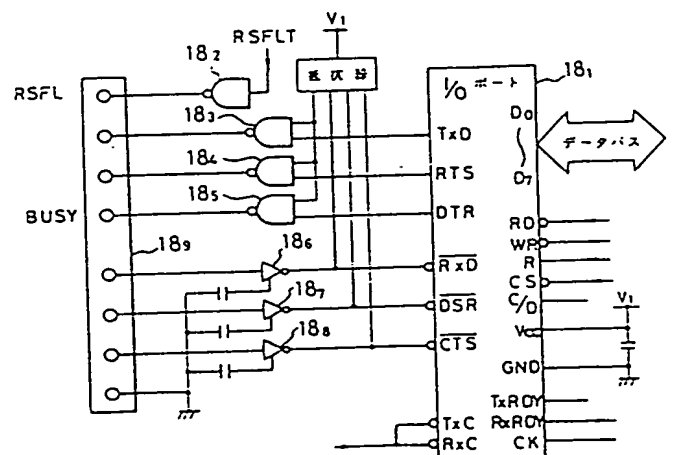 V₁
RSFLT
18₂
RSFL
18₃
18₄
18₅
BUSY
18₉
18₆
18₇
18₈
I/O ポート
18₁
D₀
D₇
データバス
TxD
RTS
DTR
RxD
DSR
CTS
TxC
RxC
RD
WR
R
CS
C/D
V₁
GND
TxRDY
RxRDY
CK